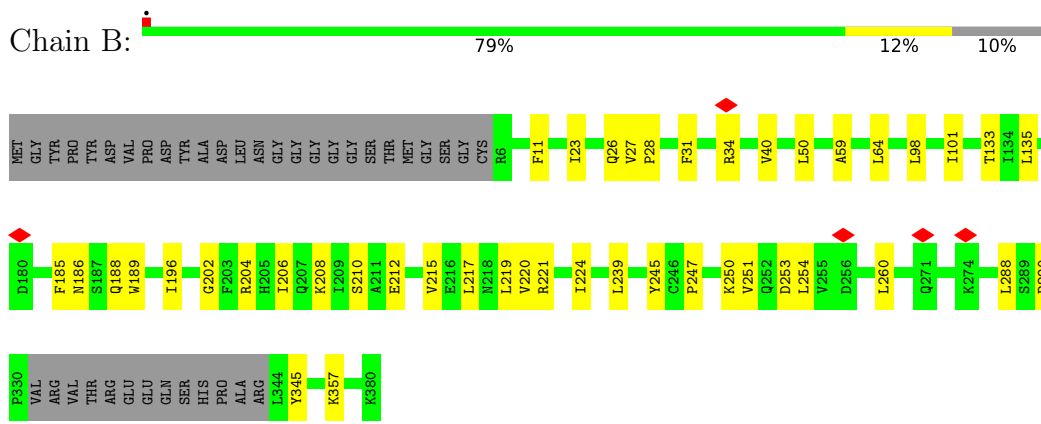 Chain B:
79% 12% 10%
MET GLY TYR PRO TYR ASP VAL PRO ASP TYR ALA ASP LEU ASN GLY GLY GLY GLY GLY SER THR MET GLY SER GLY CYS R6 F11 I23 Q26 V27 P28 F31 R34 V40 L50 A59 L64 L98 I101 T133 I134 L135
D180 F185 N186 S187 Q188 W189 I196 G202 F203 R204 H205 I206 Q207 K208 I209 S210 A211 E212 V215 E216 L217 N218 L219 V220 R221 I224 L239 Y245 C246 P247 K250 V251 Q252 D253 L254 V255 D256 L260 Q271 K274 L288 S289
P330 VAL ARG VAL THR ARG GLU GLU GLN SER HIS PRO ALA ARG L344 Y345 K357 K380